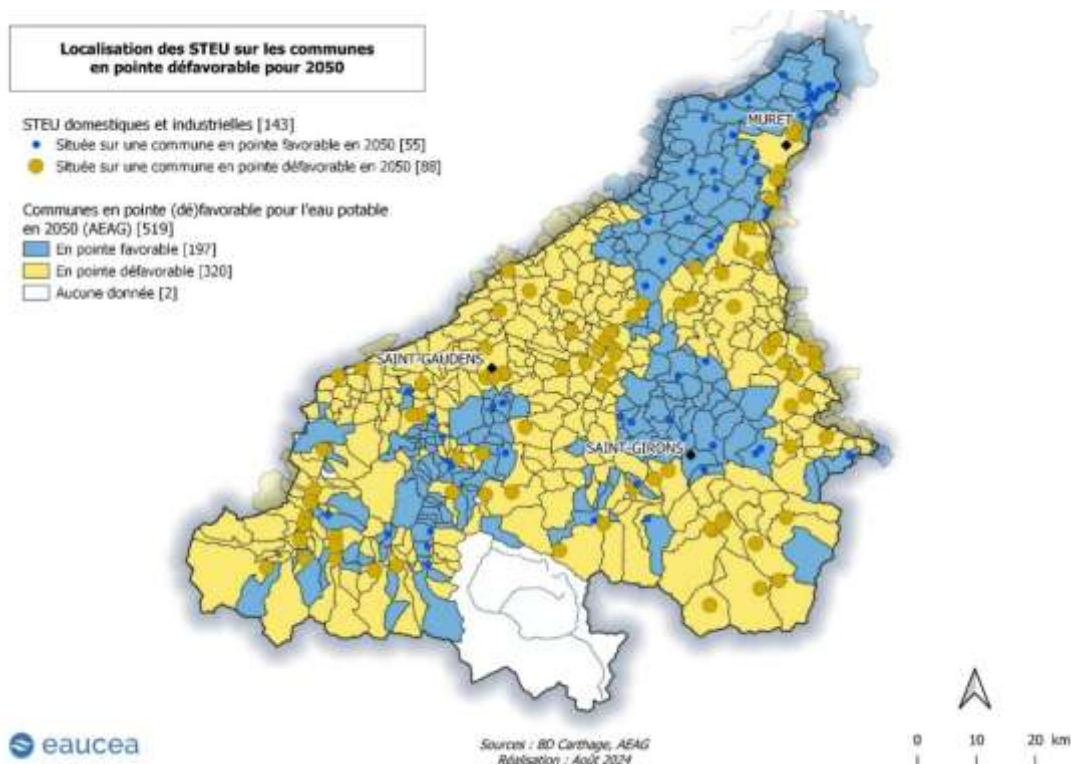 Localisation des STEU sur les communes
en pointe défavorable pour 2050
STEU domestiques et industrielles [143]
Située sur une commune en pointe favorable en 2050 [55]
Située sur une commune en pointe défavorable en 2050 [88]
Communes en pointe (dé)favorable pour l'eau potable
en 2050 (AEAG) [519]
En pointe favorable [197]
En pointe défavorable [320]
Aucune donnée [2]
MURET
SAINT-GAUDENS
SAINT-GIRONS
eaucea
Sources : BD Carthage, AEAG
Réalisation : Août 2024
0 10 20 km